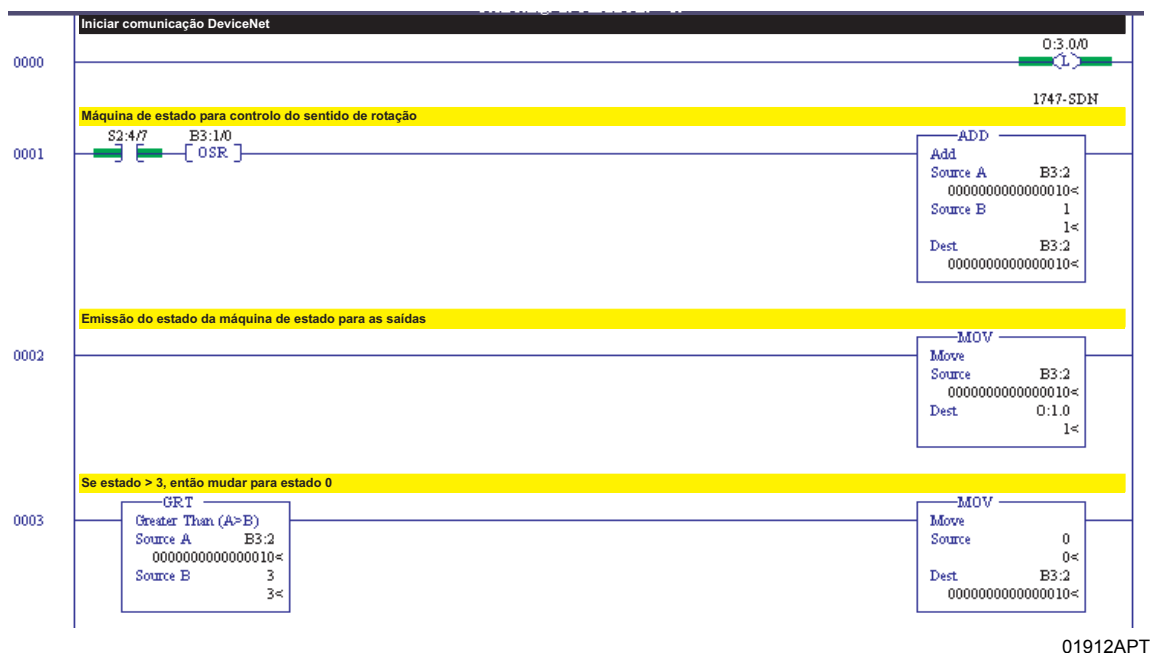 Iniciar comunicação DeviceNet
O:3.0/0
0000
L
1747-SDN
Máquina de estado para controlo do sentido de rotação
S2:4/7 B3:1/0
0001
OSR
ADD
Add
Source A B3:2
0000000000000010<
Source B 1
1<
Dest B3:2
0000000000000010<
Emissão do estado da máquina de estado para as saídas
0002
MOV
Move
Source B3:2
0000000000000010<
Dest O:1.0
1<
Se estado > 3, então mudar para estado 0
0003
GRT
Greater Than (A>B)
Source A B3:2
0000000000000010<
Source B 3
3<
MOV
Move
Source 0
0<
Dest B3:2
0000000000000010<
01912APT